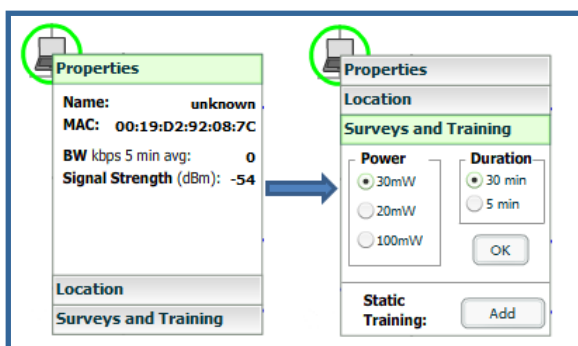 Properties
Name: unknown
MAC: 00:19:D2:92:08:7C
BW kbps 5 min avg: 0
Signal Strength (dBm): -54
Location
Surveys and Training
Properties
Location
Surveys and Training
Power
30mW
20mW
100mW
Duration
30 min
5 min
OK
Static
Training:
Add